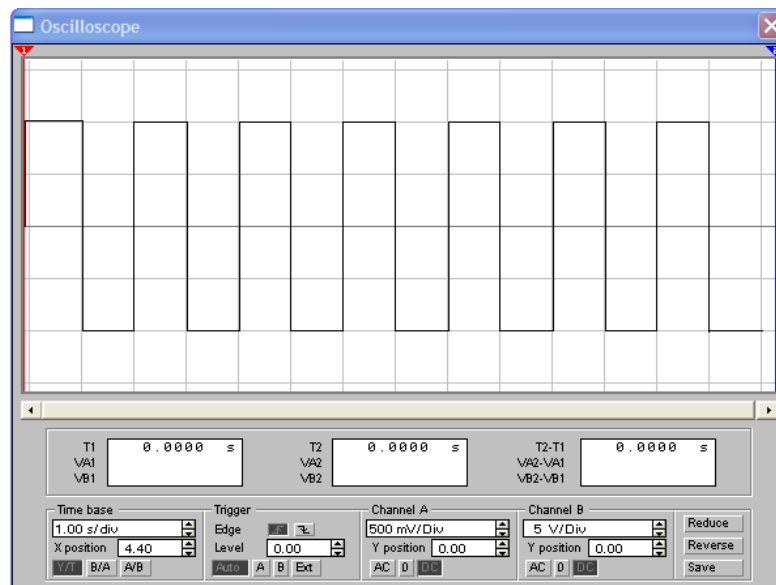 Oscilloscope
1
T1 0.0000 s T2 0.0000 s T2-T1 0.0000 s
VA1 VA2 VA2-VA1
VB1 VB2 VB2-VB1
Time base Trigger Channel A Channel B
1.00 s/div Edge 500 mV/Div 5 V/Div Reduce
X position 4.40 Level 0.00 Y position 0.00 Y position 0.00 Reverse
Y/T B/A A/B Auto A B Ext AC 0 DC AC 0 DC Save